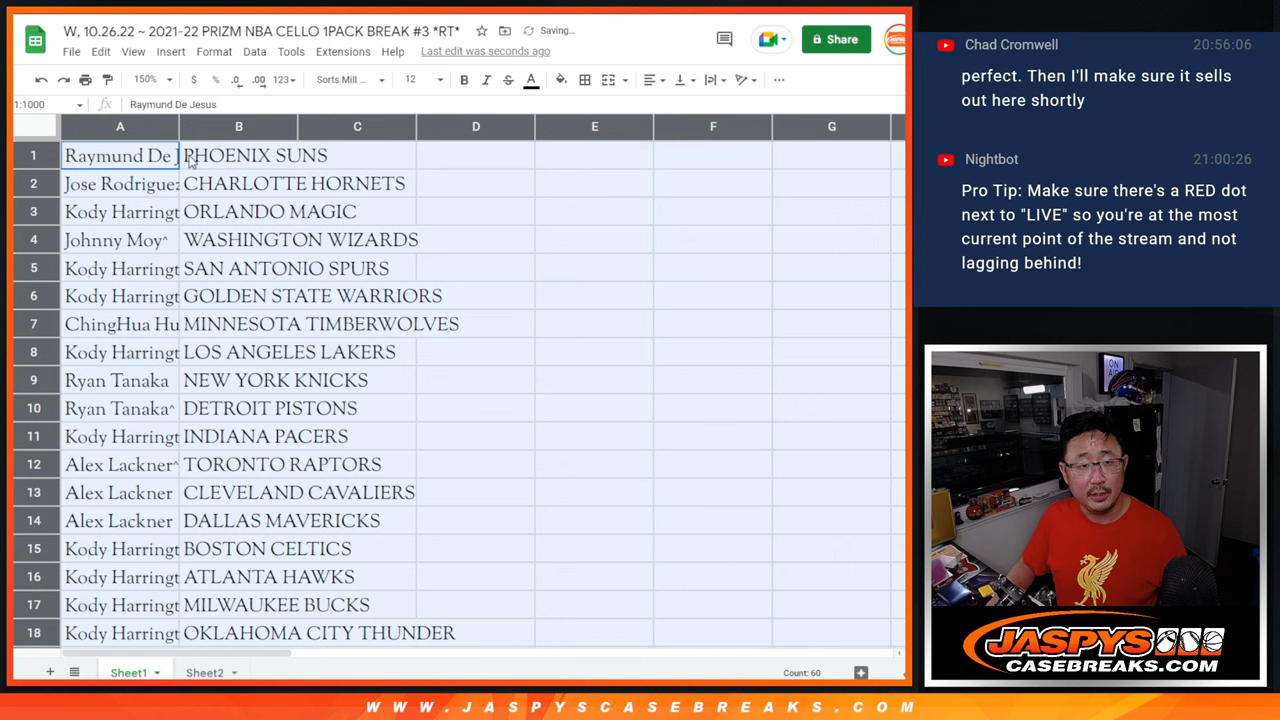 W, 10.26.22 ~ 2021-22 PRIZM NBA CELLO 1PACK BREAK #3 *RT*
Saving...
File Edit View Insert Format Data Tools Extensions Help Last edit was seconds ago
Share
150% $ % .0 .00 123 Sorts Mill ... 12 B I S A
1:1000 fx Raymund De Jesus
A B C D E F G
1 Raymund De J PHOENIX SUNS
2 Jose Rodriguez CHARLOTTE HORNETS
3 Kody Harringt ORLANDO MAGIC
4 Johnny Moy^ WASHINGTON WIZARDS
5 Kody Harringt SAN ANTONIO SPURS
6 Kody Harringt GOLDEN STATE WARRIORS
7 ChingHua Hu MINNESOTA TIMBERWOLVES
8 Kody Harringt LOS ANGELES LAKERS
9 Ryan Tanaka NEW YORK KNICKS
10 Ryan Tanaka^ DETROIT PISTONS
11 Kody Harringt INDIANA PACERS
12 Alex Lackner^ TORONTO RAPTORS
13 Alex Lackner CLEVELAND CAVALIERS
14 Alex Lackner DALLAS MAVERICKS
15 Kody Harringt BOSTON CELTICS
16 Kody Harringt ATLANTA HAWKS
17 Kody Harringt MILWAUKEE BUCKS
18 Kody Harringt OKLAHOMA CITY THUNDER
Sheet1 Sheet2 Count: 60
Chad Cromwell 20:56:06
perfect. Then I'll make sure it sells
out here shortly
Nightbot 21:00:26
Pro Tip: Make sure there's a RED dot
next to "LIVE" so you're at the most
current point of the stream and not
lagging behind!
ON
AIR
JASPYS
CASEBREAKS.COM
WWW.JASPYSCASEBREAKS.COM